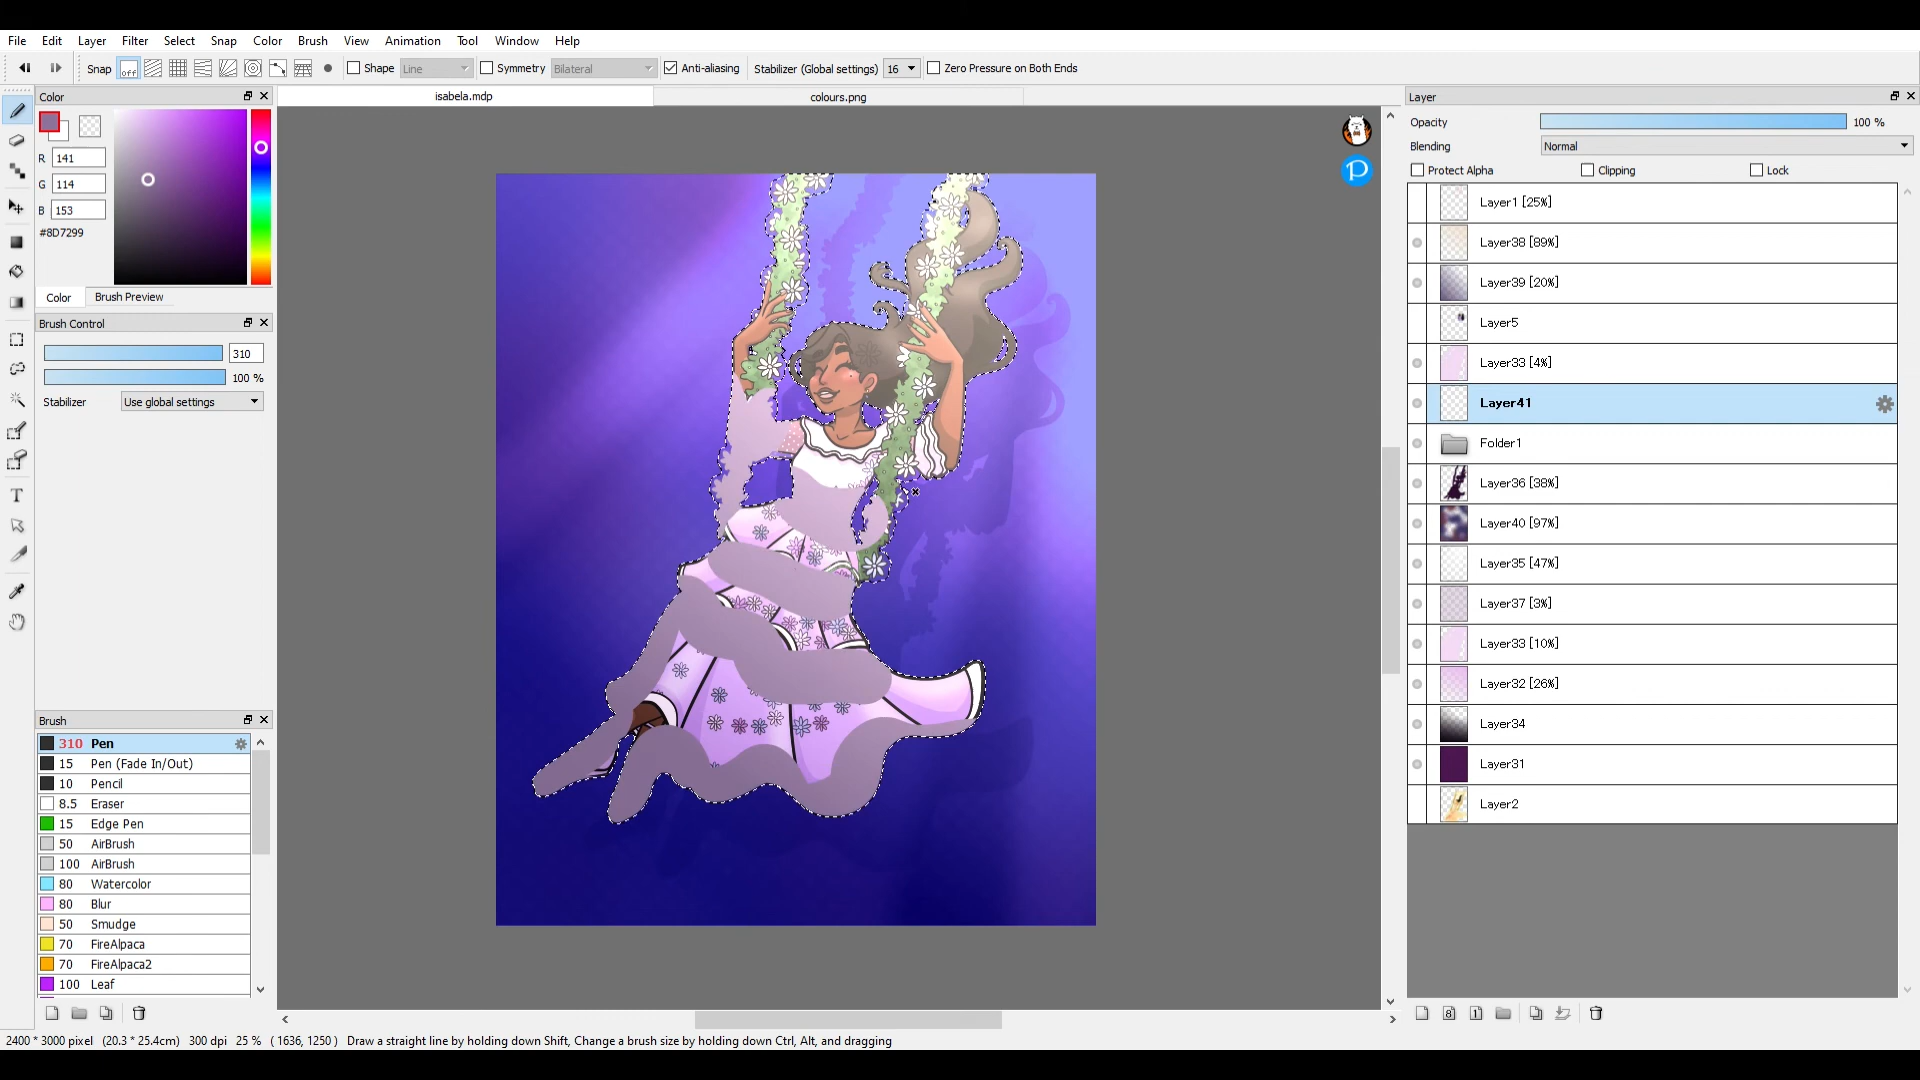 File Edit Layer Filter Select Snap Color Brush View Animation Tool Window Help
Snap off Shape Line Symmetry Bilateral Anti-aliasing Stabilizer (Global settings) 16 Zero Pressure on Both Ends
Color
R 141
G 114
B 153
#8D7299
Color Brush Preview
Brush Control
310
100 %
Stabilizer Use global settings
Brush
310 Pen
15 Pen (Fade In/Out)
10 Pencil
8.5 Eraser
15 Edge Pen
50 AirBrush
100 AirBrush
80 Watercolor
80 Blur
50 Smudge
70 FireAlpaca
70 FireAlpaca2
100 Leaf
isabela.mdp colours.png
P
Layer
Opacity 100 %
Blending Normal
Protect Alpha Clipping Lock
Layer1 [25%]
Layer38 [89%]
Layer39 [20%]
Layer5
Layer33 [4%]
Layer41
Folder1
Layer36 [38%]
Layer40 [97%]
Layer35 [47%]
Layer37 [3%]
Layer33 [10%]
Layer32 [26%]
Layer34
Layer31
Layer2
8 1
2400 * 3000 pixel (20.3 * 25.4cm) 300 dpi 25 % ( 1636, 1250 ) Draw a straight line by holding down Shift, Change a brush size by holding down Ctrl, Alt, and dragging